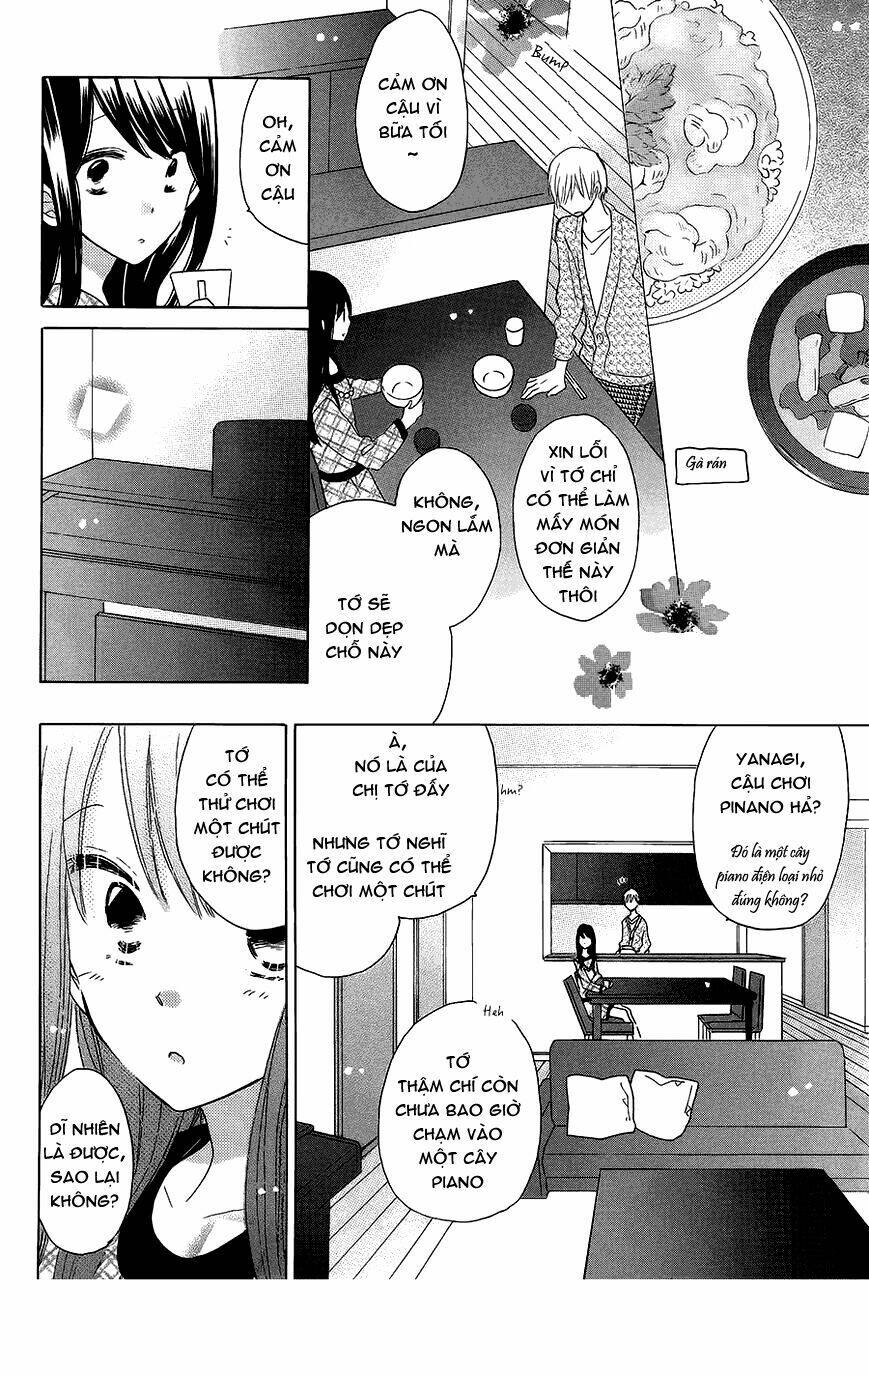 Bump
CẢM ƠN
CẬU VÌ
BỮA TỐI
~
OH,
CẢM
ƠN
CẬU
Gà rán
XIN LỖI
VÌ TỚ CHỈ
CÓ THỂ LÀM
MẤY MÓN
ĐƠN GIẢN
THẾ NÀY
THÔI
KHÔNG,
NGON LẮM
MÀ
TỚ SẼ
DỌN DẸP
CHỖ NÀY
YANAGI,
CẬU CHƠI
PINANO HẢ?
Đó là một cây
piano điện loại nhỏ
đúng không?
hm?
À,
NÓ LÀ CỦA
CHỊ TỚ ĐẤY
NHƯNG TỚ NGHĨ
TỚ CŨNG CÓ THỂ
CHƠI MỘT CHÚT
Heh
TỚ
THẬM CHÍ CÒN
CHƯA BAO GIỜ
CHẠM VÀO
MỘT CÂY
PIANO
TỚ
CÓ THỂ
THỬ CHƠI
MỘT CHÚT
ĐƯỢC
KHÔNG?
DĨ NHIÊN
LÀ ĐƯỢC,
SAO LẠI
KHÔNG?